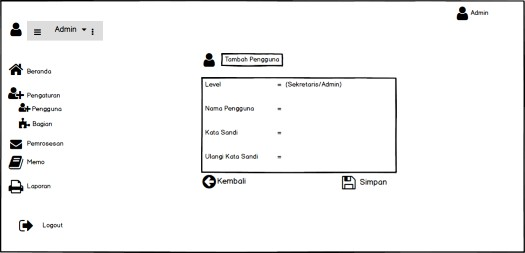 Admin
Admin
Beranda
Pengaturan
Pengguna
Bagian
Pemrosesan
Memo
Laporan
Logout
Tambah Pengguna
Level = (Sekretaris/Admin)
Nama Pengguna =
Kata Sandi =
Ulangi Kata Sandi =
Kembali
Simpan